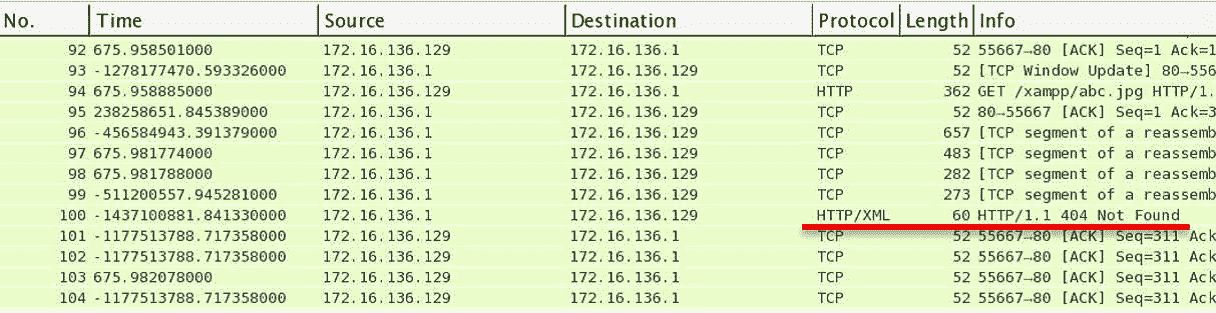 No. Time Source Destination Protocol Length Info
92 675.958501000 172.16.136.129 172.16.136.1 TCP 52 55667→80 [ACK] Seq=1 Ack=1
93 -1278177470.593326000 172.16.136.1 172.16.136.129 TCP 52 [TCP Window Update] 80→556
94 675.958885000 172.16.136.129 172.16.136.1 HTTP 362 GET /xampp/abc.jpg HTTP/1.
95 238258651.845389000 172.16.136.1 172.16.136.129 TCP 52 80→55667 [ACK] Seq=1 Ack=3
96 -456584943.391379000 172.16.136.1 172.16.136.129 TCP 657 [TCP segment of a reassemb
97 675.981774000 172.16.136.1 172.16.136.129 TCP 483 [TCP segment of a reassemb
98 675.981788000 172.16.136.1 172.16.136.129 TCP 282 [TCP segment of a reassemb
99 -511200557.945281000 172.16.136.1 172.16.136.129 TCP 273 [TCP segment of a reassemb
100 -1437100881.841330000 172.16.136.1 172.16.136.129 HTTP/XML 60 HTTP/1.1 404 Not Found
101 -1177513788.717358000 172.16.136.129 172.16.136.1 TCP 52 55667→80 [ACK] Seq=311 Ack
102 -1177513788.717358000 172.16.136.129 172.16.136.1 TCP 52 55667→80 [ACK] Seq=311 Ack
103 675.982078000 172.16.136.129 172.16.136.1 TCP 52 55667→80 [ACK] Seq=311 Ack
104 -1177513788.717358000 172.16.136.129 172.16.136.1 TCP 52 55667→80 [ACK] Seq=311 Ack